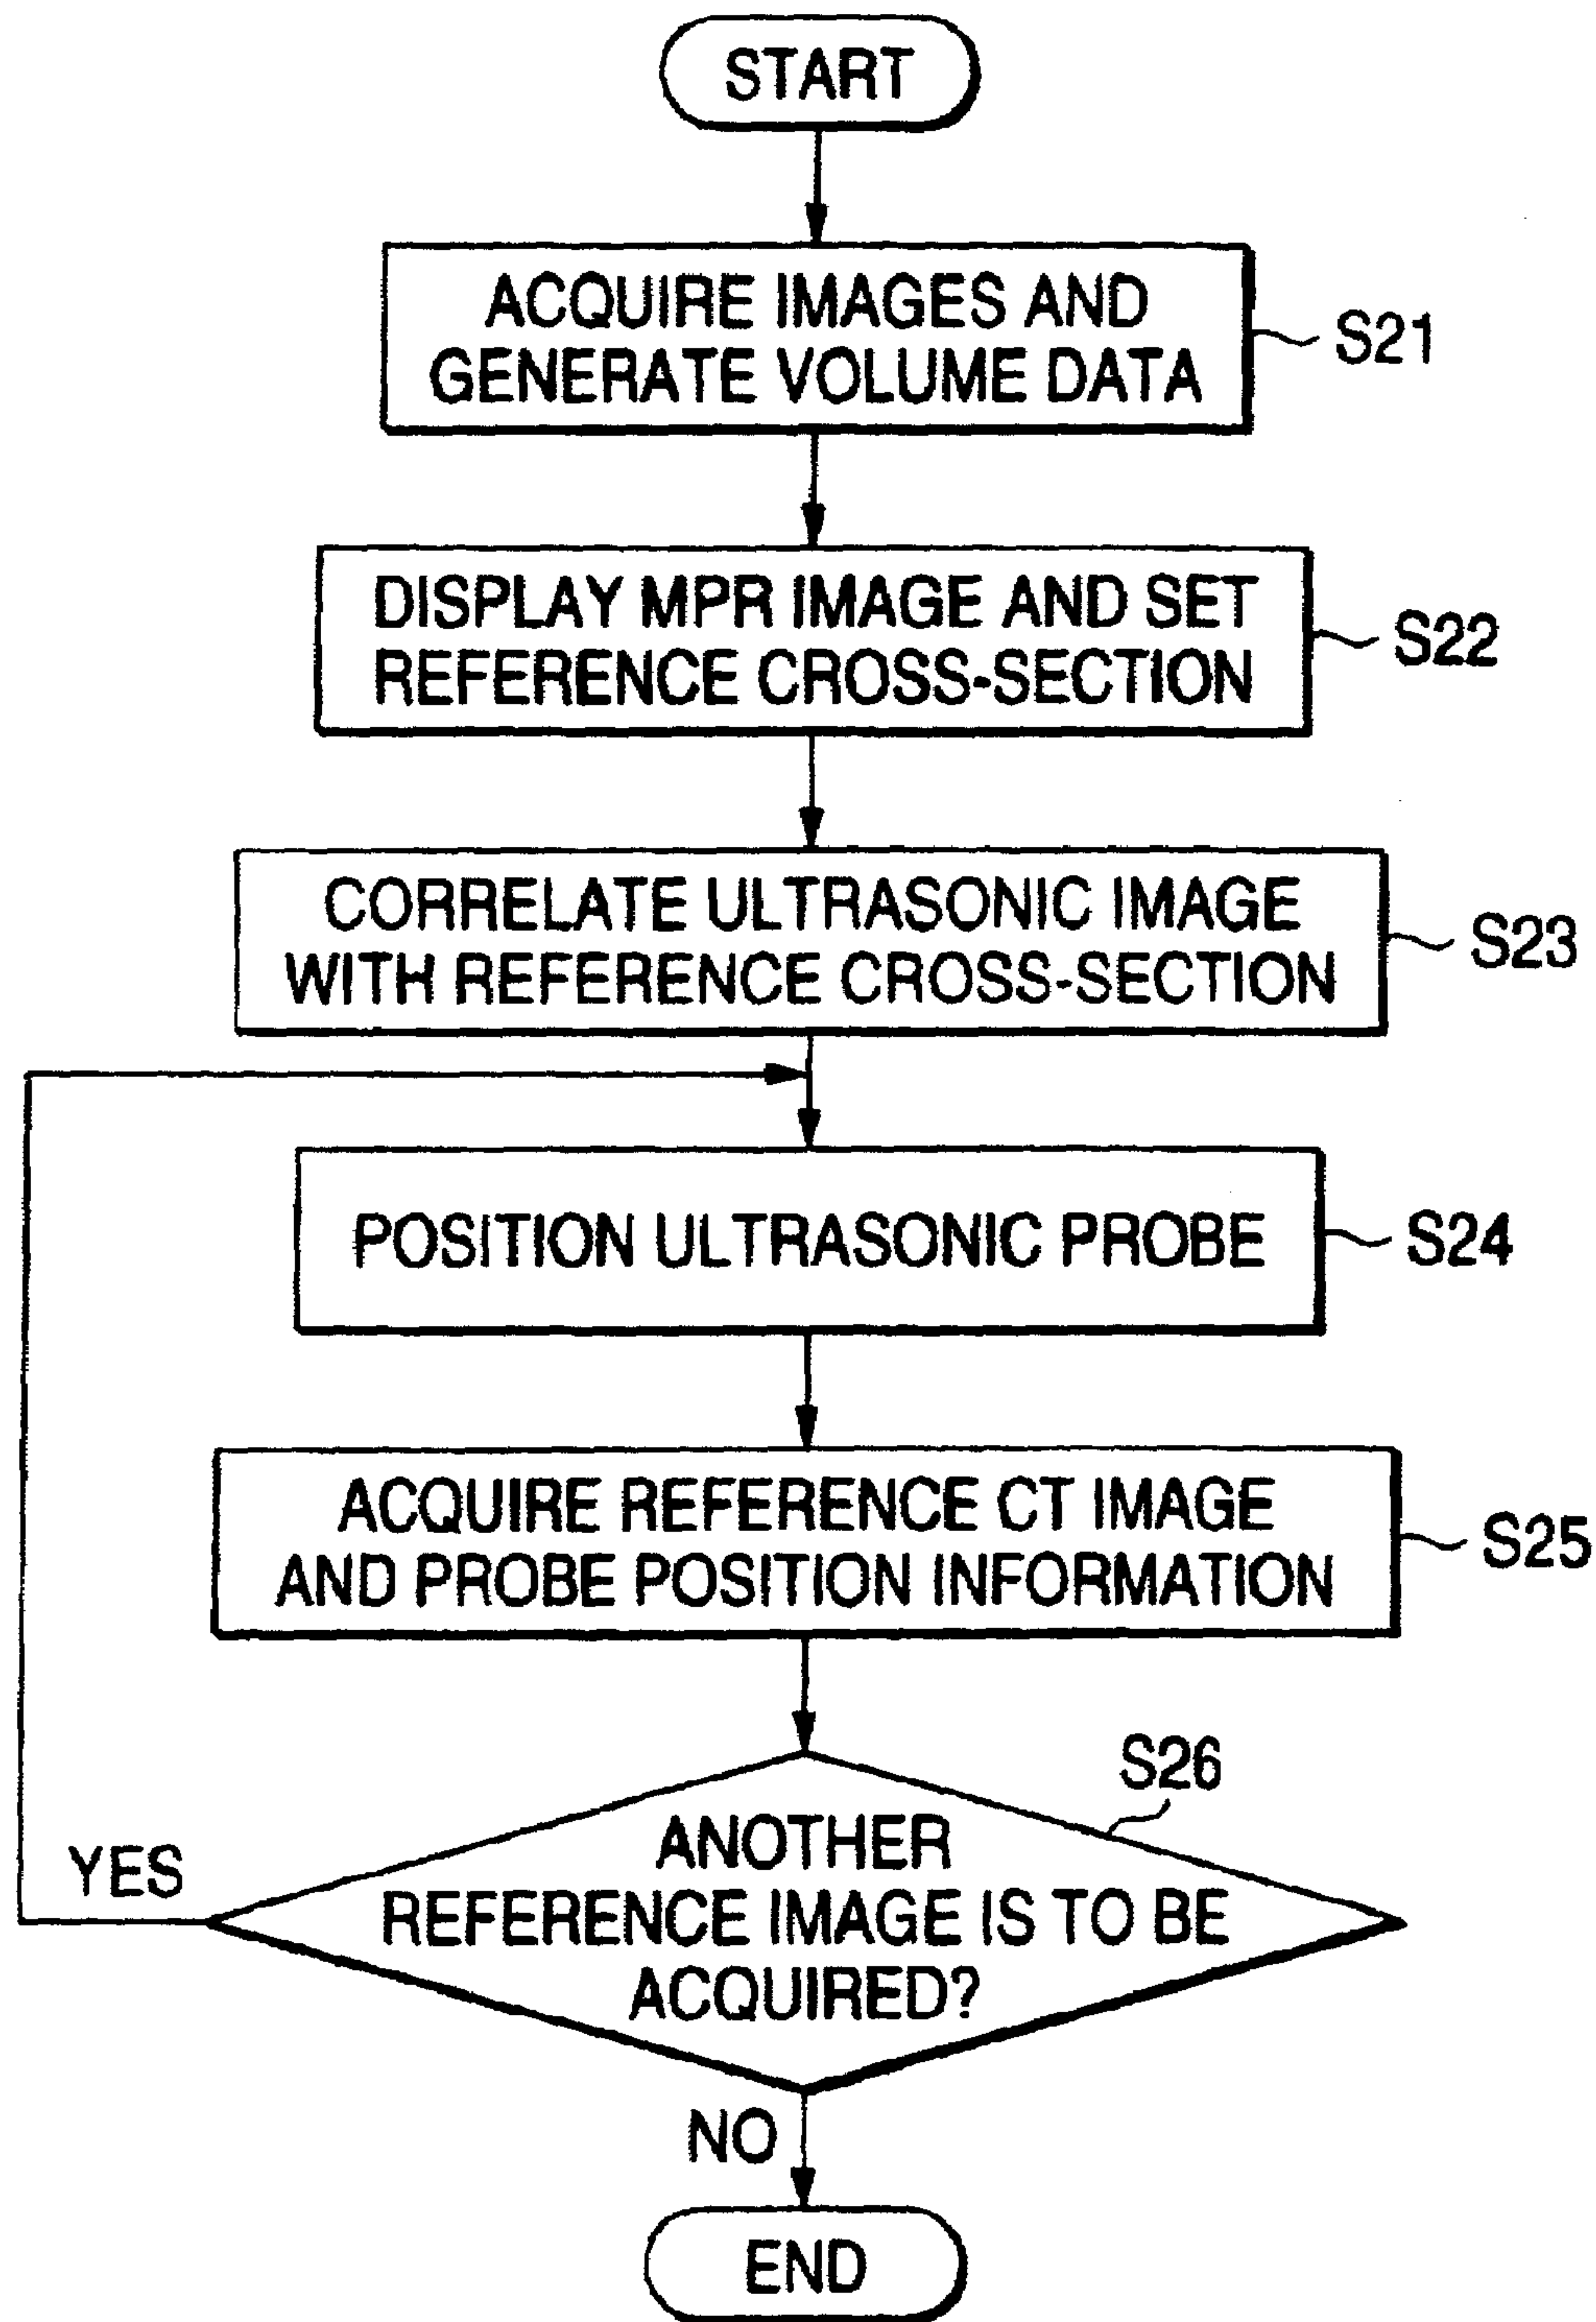 START
ACQUIRE IMAGES AND
GENERATE VOLUME DATA
S21
DISPLAY MPR IMAGE AND SET
REFERENCE CROSS-SECTION
S22
CORRELATE ULTRASONIC IMAGE
WITH REFERENCE CROSS-SECTION
S23
POSITION ULTRASONIC PROBE
S24
ACQUIRE REFERENCE CT IMAGE
AND PROBE POSITION INFORMATION
S25
S26
ANOTHER
REFERENCE IMAGE IS TO BE
ACQUIRED?
YES
NO
END